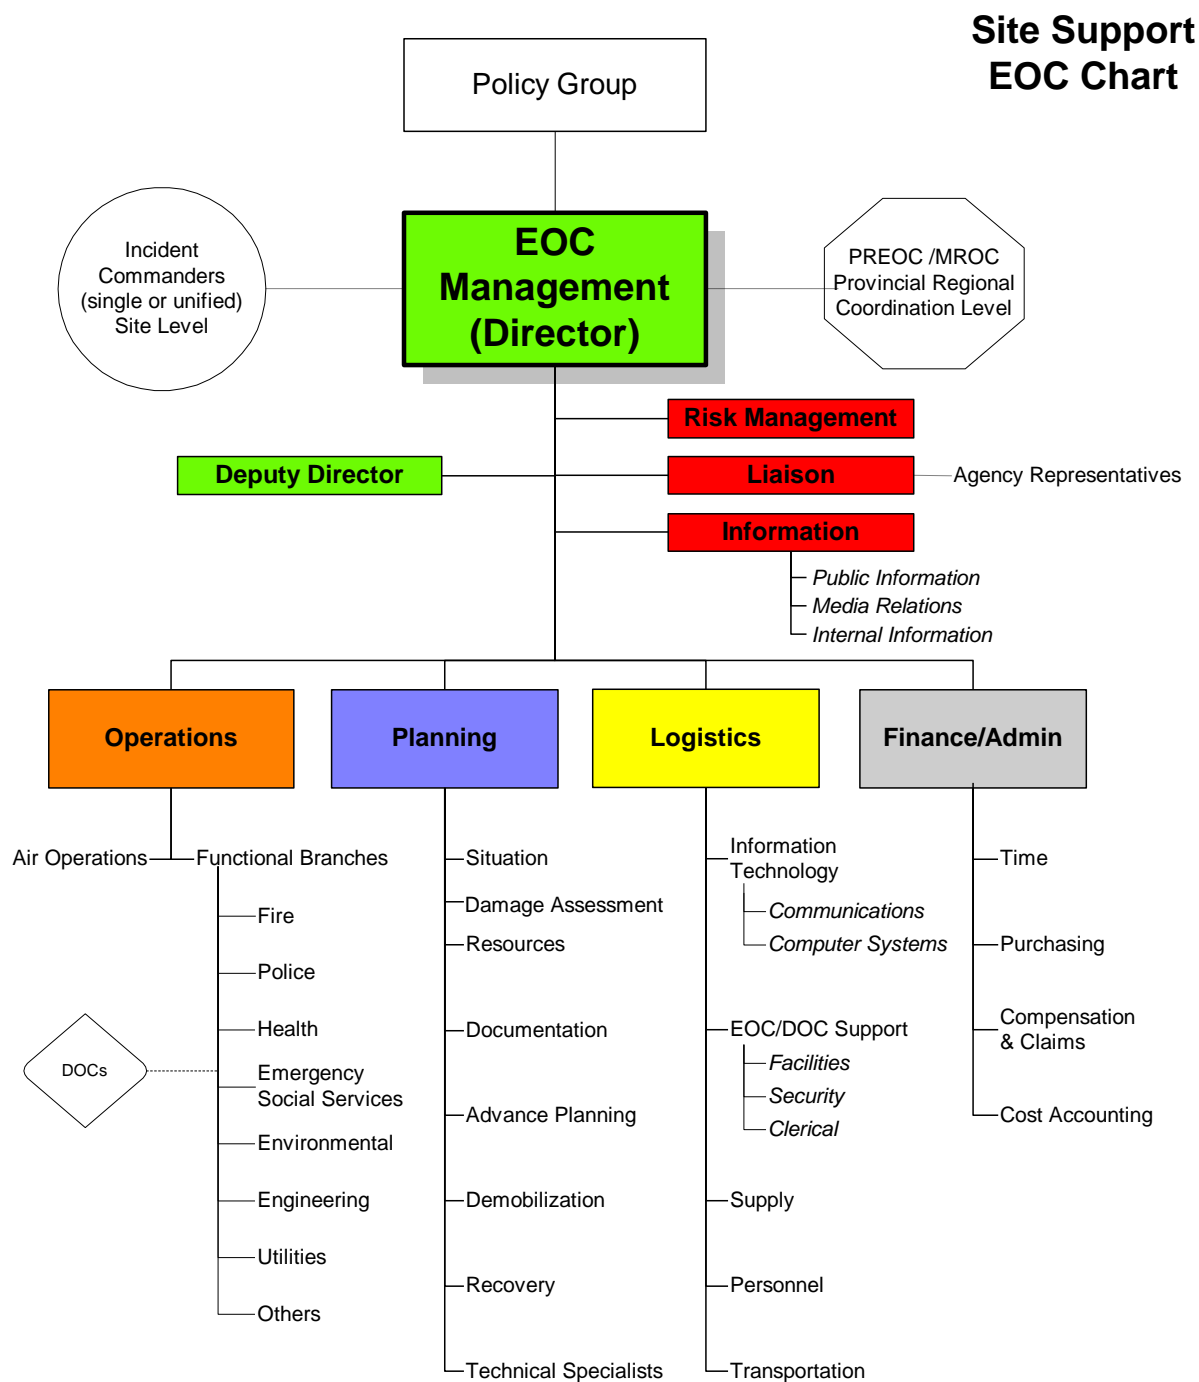 Site Support
EOC Chart
Policy Group
Incident
Commanders
(single or unified)
Site Level
EOC
Management
(Director)
PREOC /MROC
Provincial Regional
Coordination Level
Risk Management
Deputy Director
Liaison
Agency Representatives
Information
Public Information
Media Relations
Internal Information
Operations
Planning
Logistics
Finance/Admin
Air Operations
Functional Branches
Fire
Police
Health
Emergency
Social Services
Environmental
Engineering
Utilities
Others
DOCs
Situation
Damage Assessment
Resources
Documentation
Advance Planning
Demobilization
Recovery
Technical Specialists
Information
Technology
Communications
Computer Systems
EOC/DOC Support
Facilities
Security
Clerical
Supply
Personnel
Transportation
Time
Purchasing
Compensation
& Claims
Cost Accounting